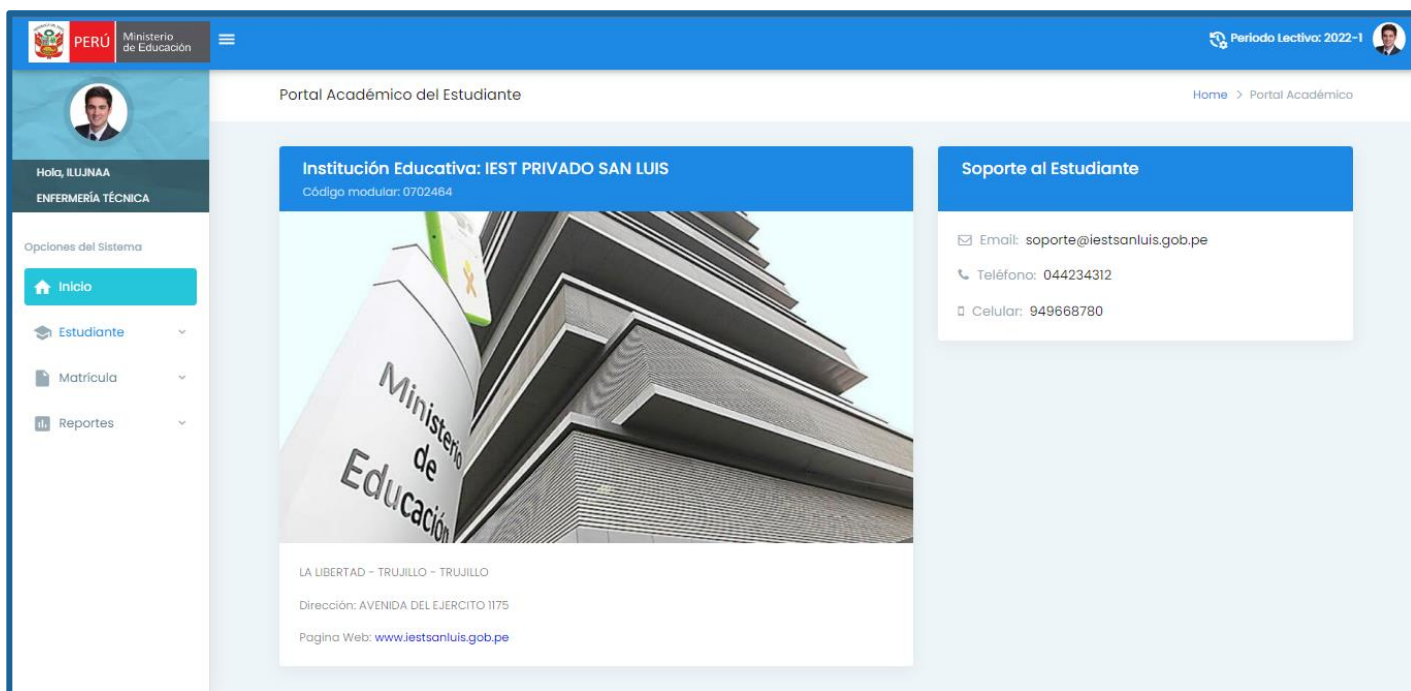 PERÚ
Ministerio
de Educación
Periodo Lectivo: 2022-1
Hola, ILUJNAA
ENFERMERÍA TÉCNICA
Opciones del Sistema
Inicio
Estudiante
Matrícula
Reportes
Portal Académico del Estudiante
Home > Portal Académico
Institución Educativa: IEST PRIVADO SAN LUIS
Código modular: 0702464
Ministerio
de
Educación
LA LIBERTAD - TRUJILLO - TRUJILLO
Dirección: AVENIDA DEL EJERCITO 1175
Pagina Web: www.iestsanluis.gob.pe
Soporte al Estudiante
Email: soporte@iestsanluis.gob.pe
Teléfono: 044234312
Celular: 949668780